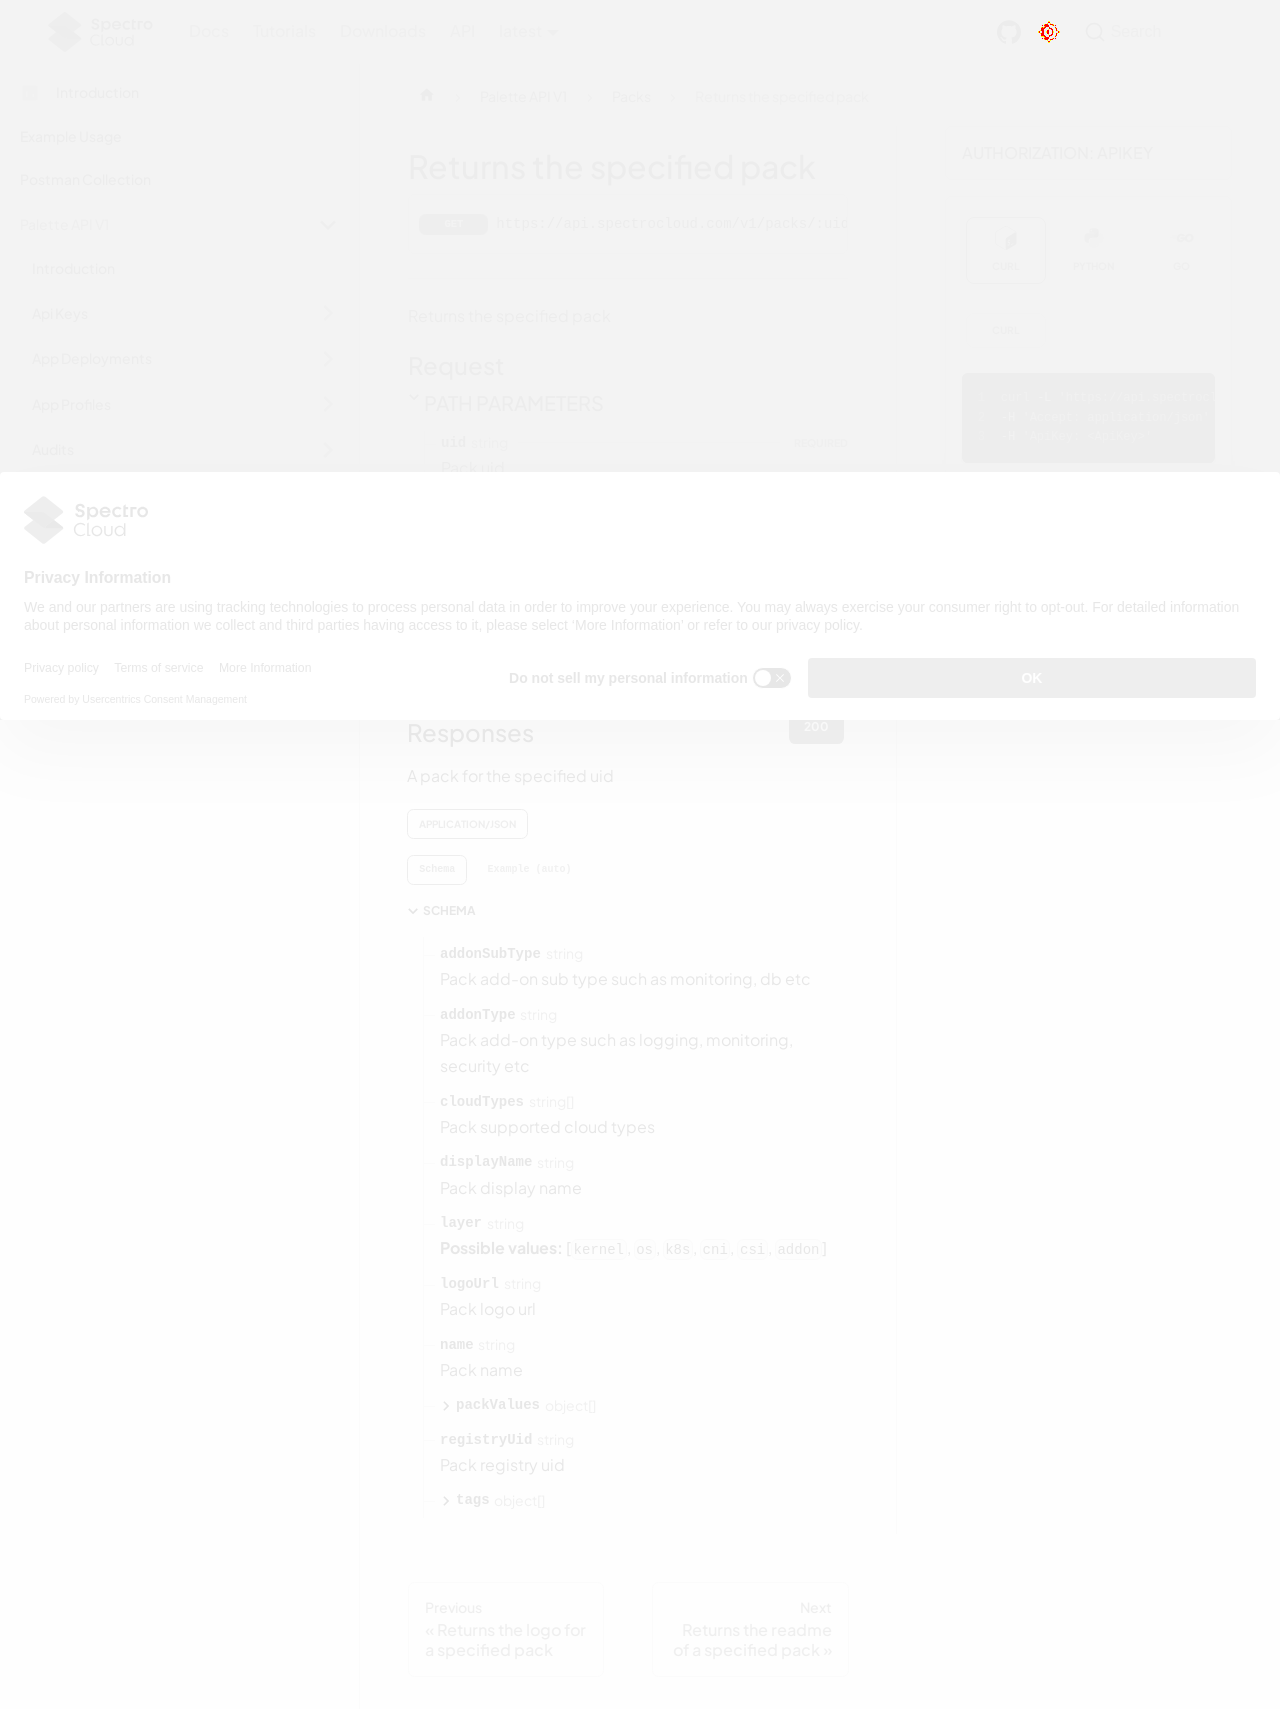 Spectro Cloud
Docs Tutorials Downloads API latest
Search
Introduction
Example Usage
Postman Collection
Palette API V1
Introduction
Api Keys
App Deployments
App Profiles
Audits
Palette API V1 Packs Returns the specified pack
Returns the specified pack
GET https://api.spectrocloud.com/v1/packs/:uid
Returns the specified pack
Request
PATH PARAMETERS
uid string REQUIRED
Pack uid
AUTHORIZATION: APIKEY
CURL PYTHON GO
CURL
Spectro
Cloud
Privacy Information
We and our partners are using tracking technologies to process personal data in order to improve your experience. You may always exercise your consumer right to opt-out. For detailed information
about personal information we collect and third parties having access to it, please select ‘More Information’ or refer to our privacy policy.
Privacy policy Terms of service More Information
Do not sell my personal information
OK
Powered by Usercentrics Consent Management
Responses
200
A pack for the specified uid
APPLICATION/JSON
Schema Example (auto)
SCHEMA
addonSubType string
Pack add-on sub type such as monitoring, db etc
addonType string
Pack add-on type such as logging, monitoring,
security etc
cloudTypes string[]
Pack supported cloud types
displayName string
Pack display name
layer string
Possible values: [kernel, os, k8s, cni, csi, addon]
logoUrl string
Pack logo url
name string
Pack name
packValues object[]
registryUid string
Pack registry uid
tags object[]
Previous
« Returns the logo for
a specified pack
Next
Returns the readme
of a specified pack »